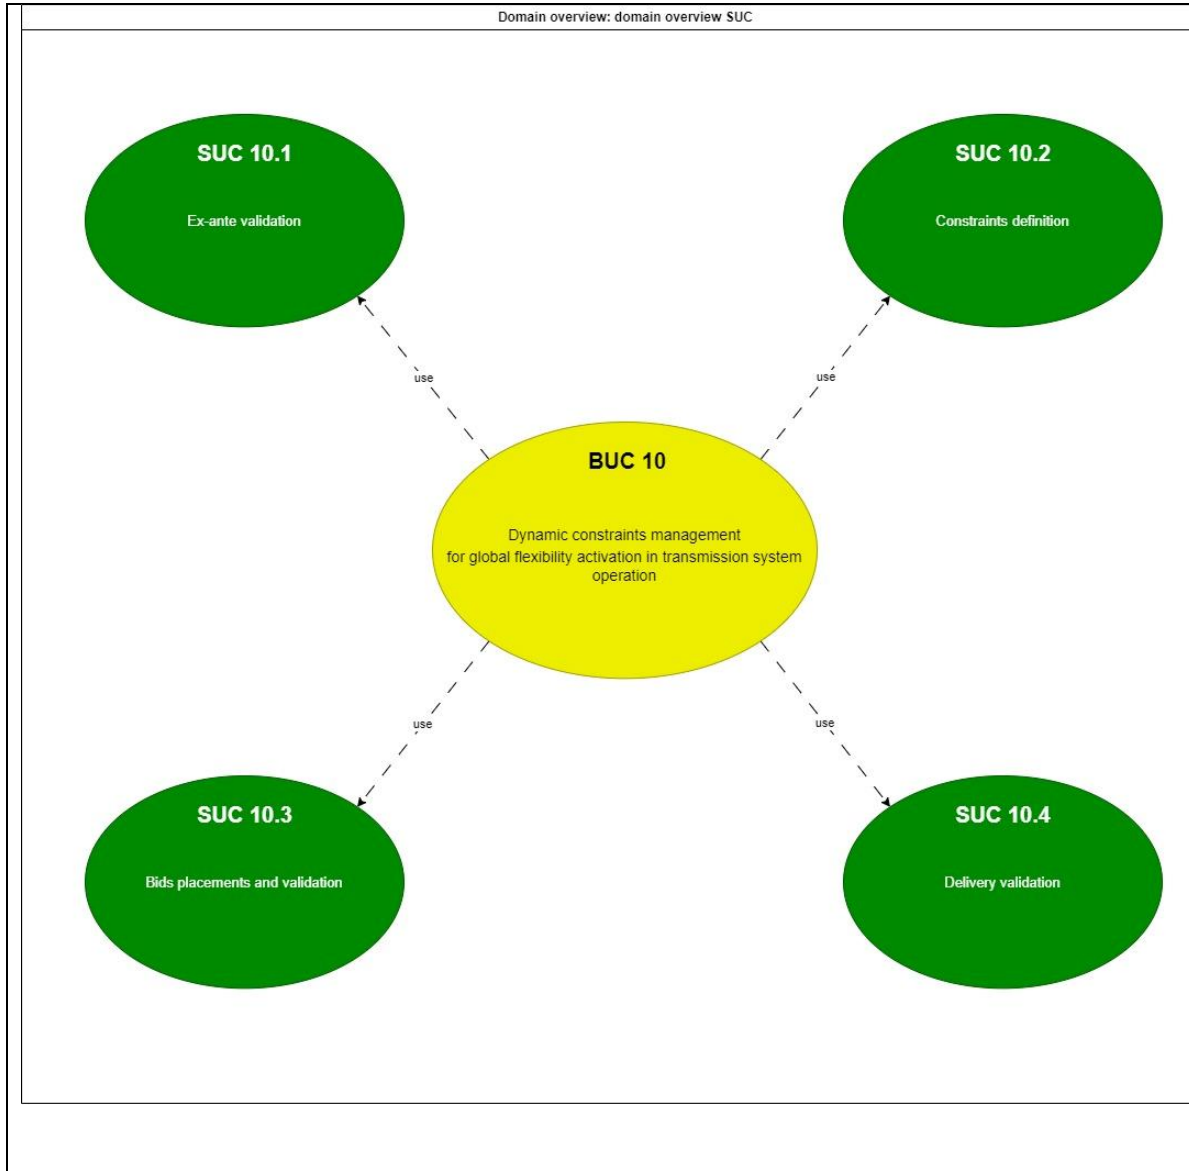 Domain overview: domain overview SUC
SUC 10.1
Ex-ante validation
SUC 10.2
Constraints definition
use
use
BUC 10
Dynamic constraints management
for global flexibility activation in transmission system
operation
use
use
SUC 10.3
Bids placements and validation
SUC 10.4
Delivery validation